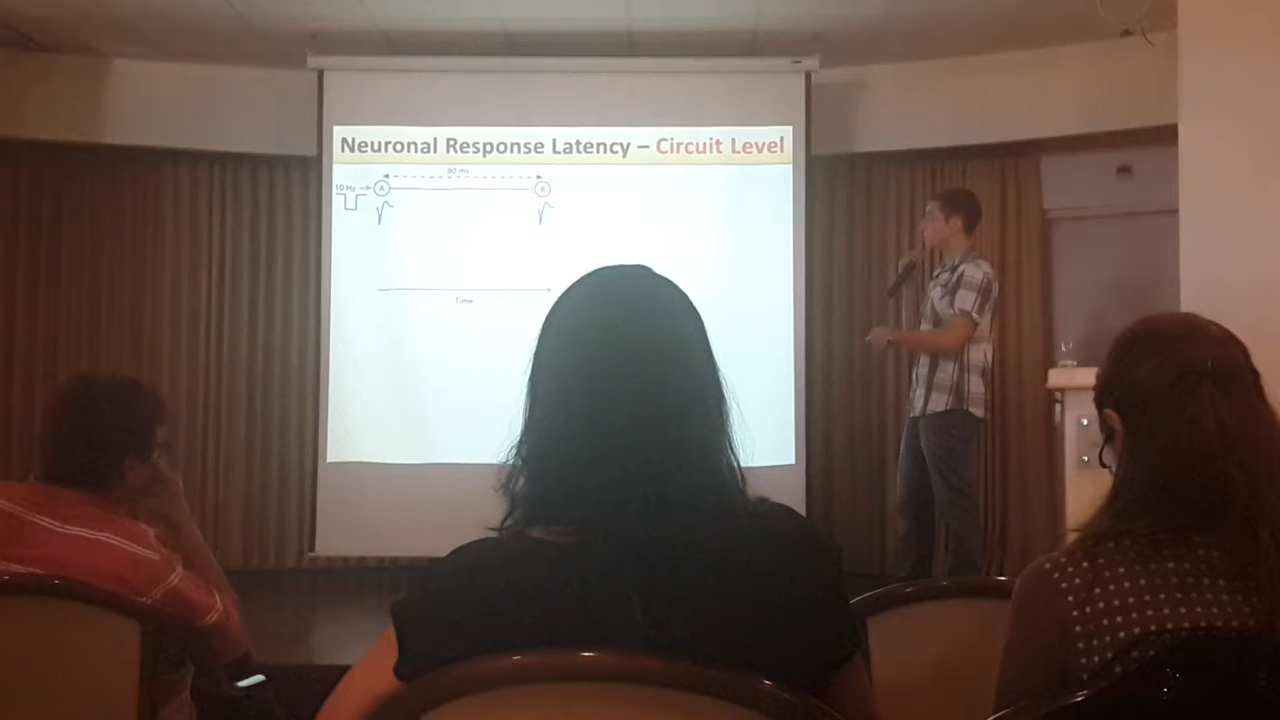 Neuronal Response Latency – Circuit Level
80 ms
10 Hz
A
B
Time